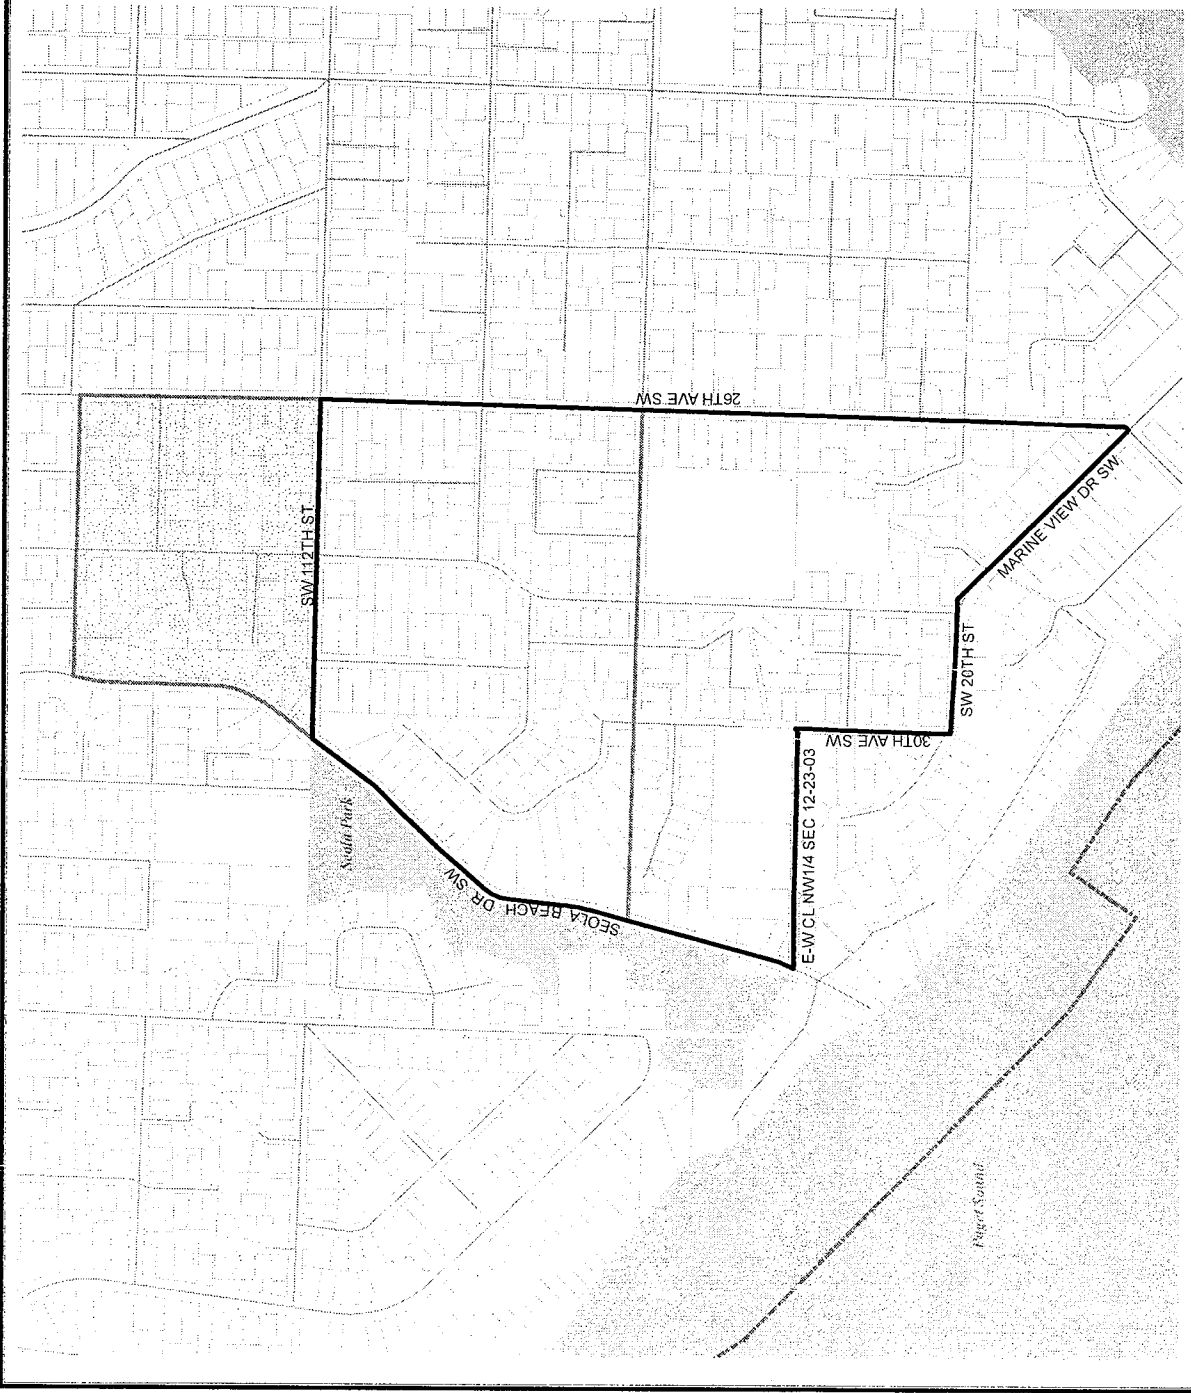 SW 112TH ST
26TH AVE SW
Seola Park
SEOLA BEACH DR SW
MARINE VIEW DR SW
SW 20TH ST
30TH AVE SW
E-W CL NW1/4 SEC 12-23-03
Puget Sound